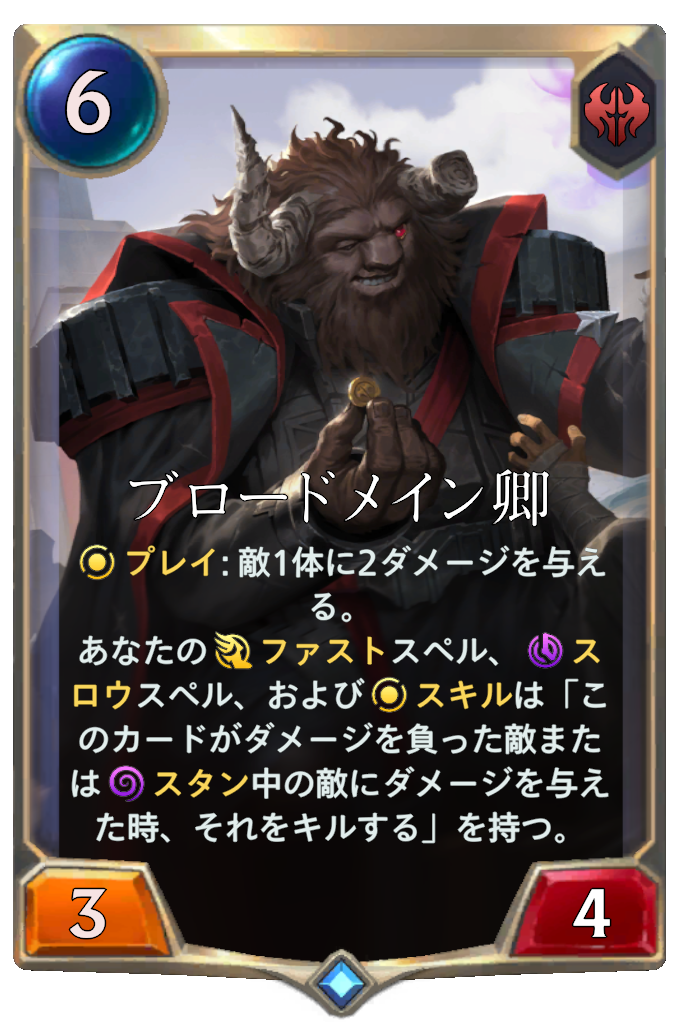 6
ブロードメイン卿
プレイ: 敵1体に2ダメージを与え
る。
あなたのファストスペル、ス
ロウスペル、およびスキルは「こ
のカードがダメージを負った敵また
はスタン中の敵にダメージを与え
た時、それをキルする」を持つ。
3
4